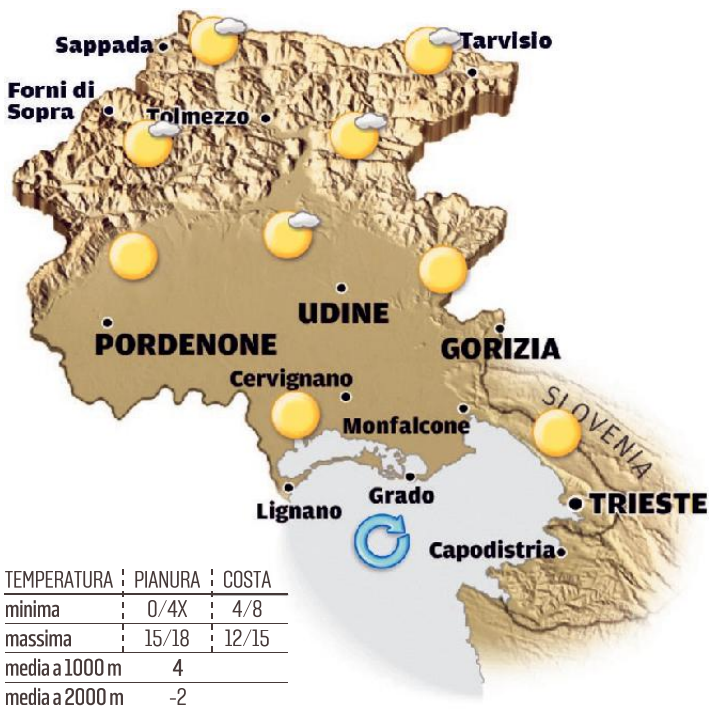 Sappada
Tarvisio
Forni di
Sopra
Tolmezzo
UDINE
PORDENONE
GORIZIA
Cervignano
Monfalcone
SLOVENIA
Lignano
Grado
TRIESTE
Capodistria
TEMPERATURA PIANURA COSTA
minima 0/4X 4/8
massima 15/18 12/15
media a 1000 m 4
media a 2000 m -2